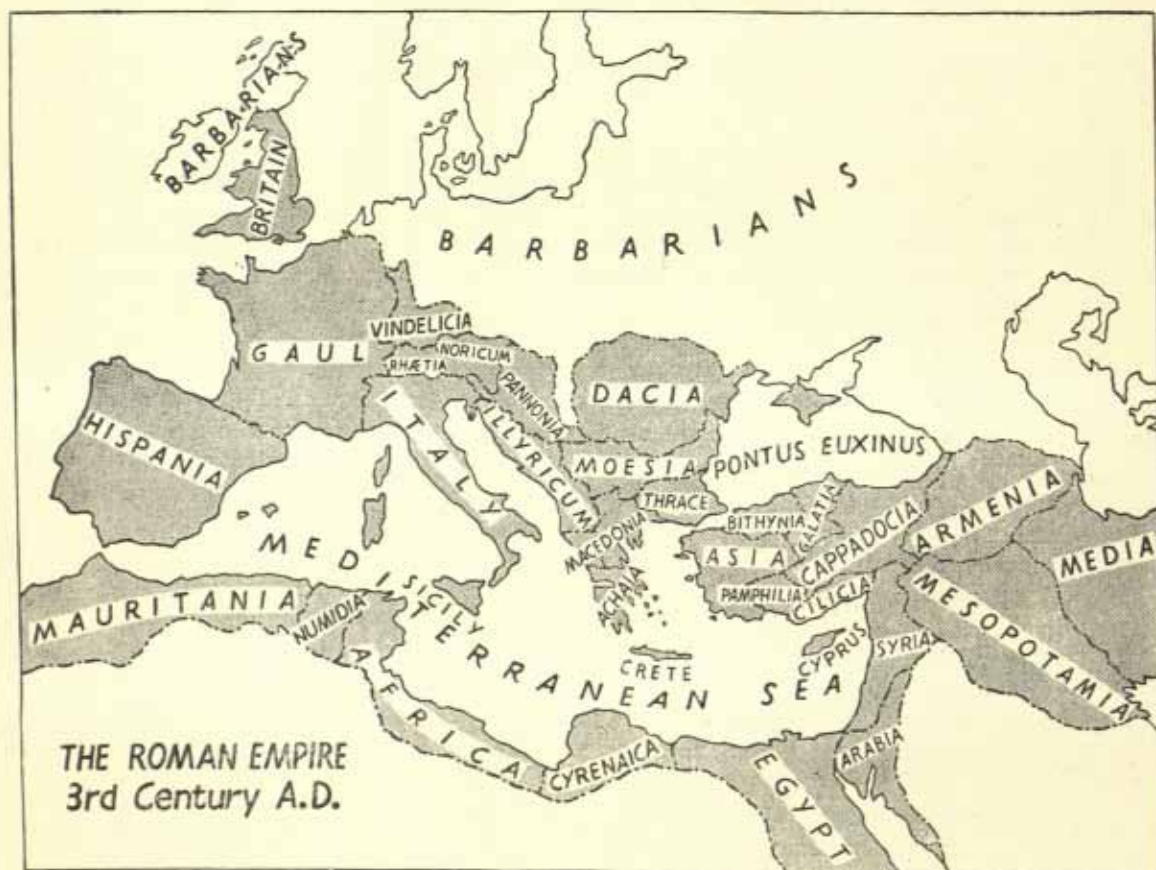 BARBARIANS
BRITAIN
BARBARIANS
VINDELICIA
GAUL
NORICUM
RHÆTIA
PANNONIA
DACIA
HISPANIA
ITALY
ILLYRICUM
MOESIA
PONTUS EUXINUS
THRACE
MACEDONIA
BITHYNIA
GALATIA
ASIA
CAPPADOCIA
ARMENIA
MEDIA
PAMPHILIA
CILICIA
ACHAIA
MEDITERRANEAN SEA
SICILY
MAURITANIA
NUMIDIA
MESOPOTAMIA
CRETE
CYPRUS
SYRIA
AFRICA
CYRENAICA
ARABIA
EGYPT
THE ROMAN EMPIRE
3rd Century A.D.